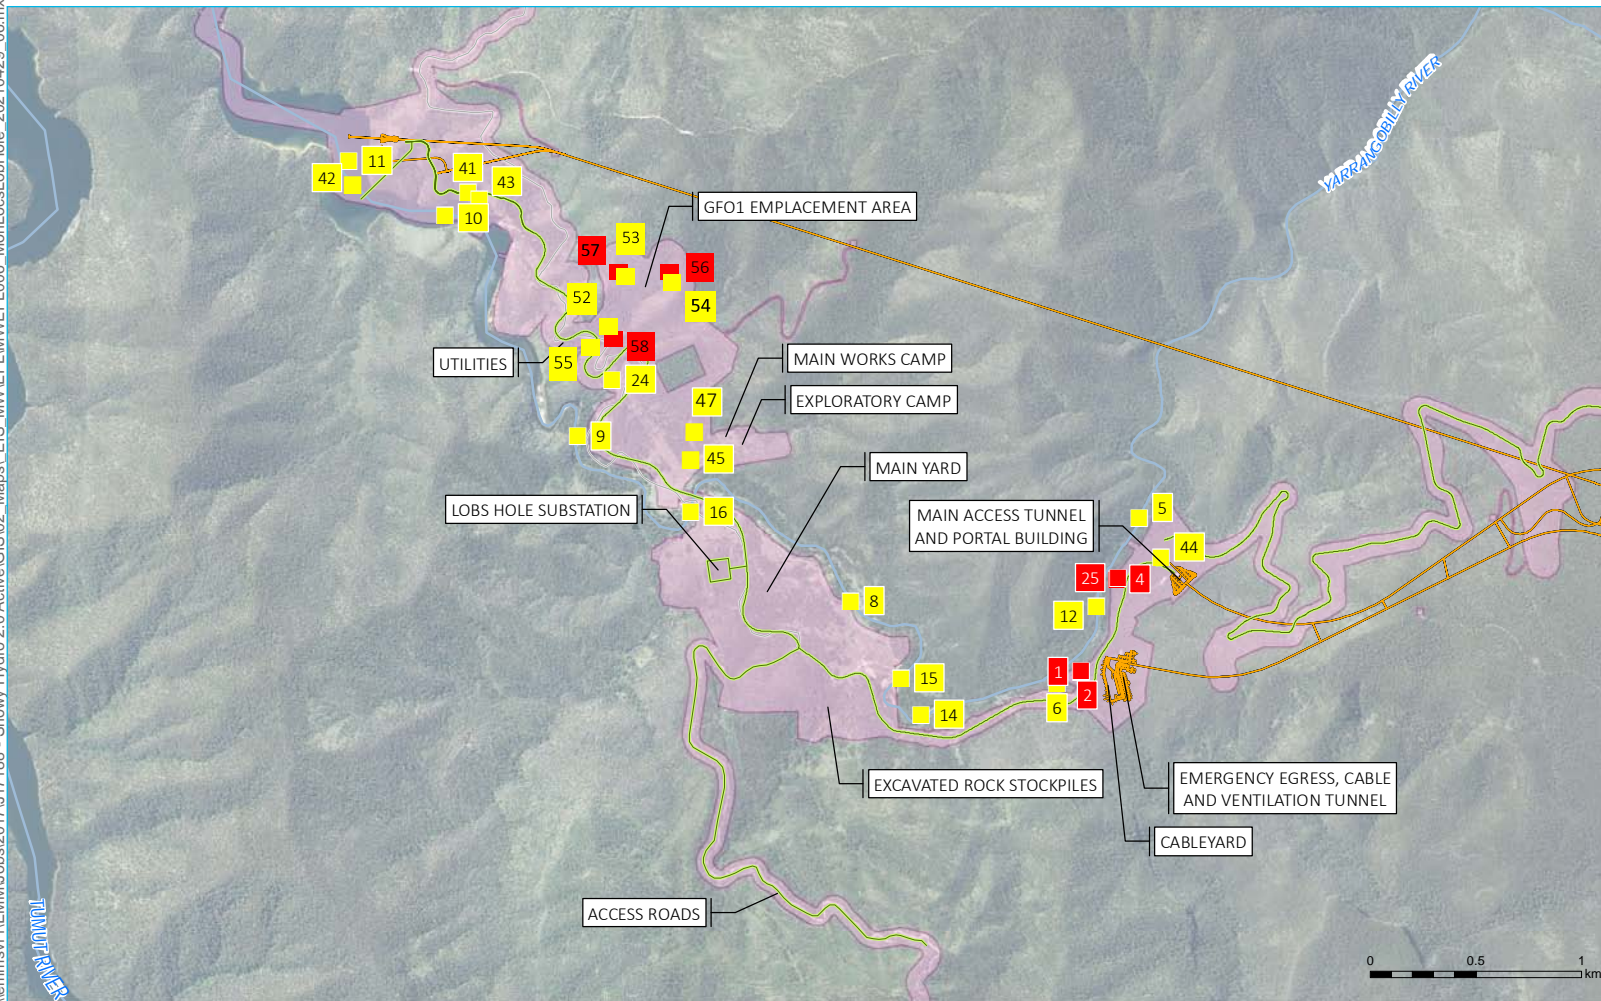 YARRANGOBILLY RIVER
11
41
42
43
10
GFO1 EMPLACEMENT AREA
53
57
56
52
54
58
UTILITIES
55
MAIN WORKS CAMP
24
47
EXPLORATORY CAMP
9
45
MAIN YARD
LOBS HOLE SUBSTATION
16
5
MAIN ACCESS TUNNEL
AND PORTAL BUILDING
44
25
4
8
12
1
15
2
6
14
EXCAVATED ROCK STOCKPILES
EMERGENCY EGRESS, CABLE
AND VENTILATION TUNNEL
CABLEYARD
ACCESS ROADS
TUMUT RIVER
0
0.5
1
km